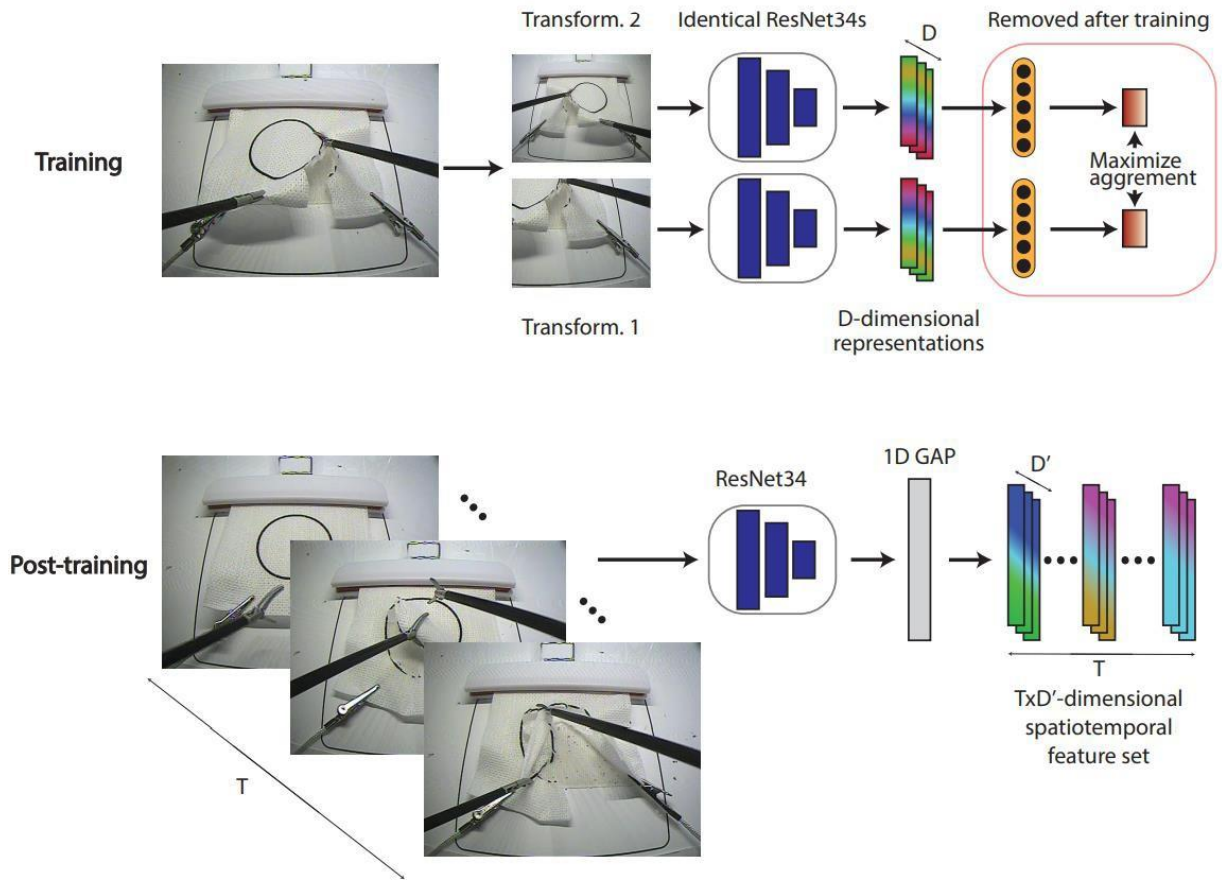 Transform. 2
Identical ResNet34s
Removed after training
D
Training
Maximize
aggrement
Transform. 1
D-dimensional
representations
1D GAP
ResNet34
D'
Post-training
T
TxD'-dimensional
spatiotemporal
feature set
T